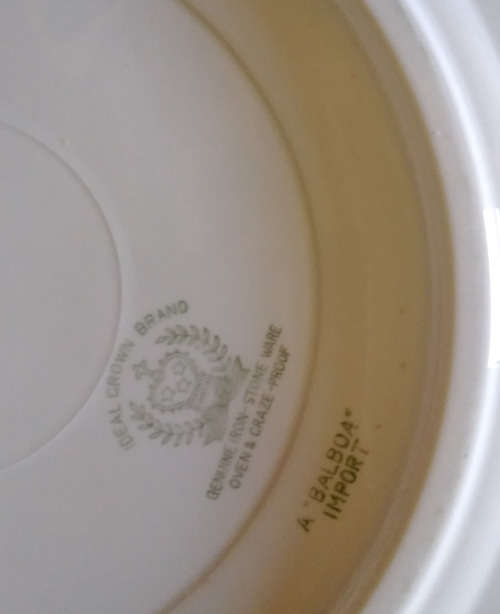 IDEAL CROWN BRAND
GENUINE IRON-STONE WARE
OVEN & CRAZE-PROOF
A "BALBOA"
IMPORT